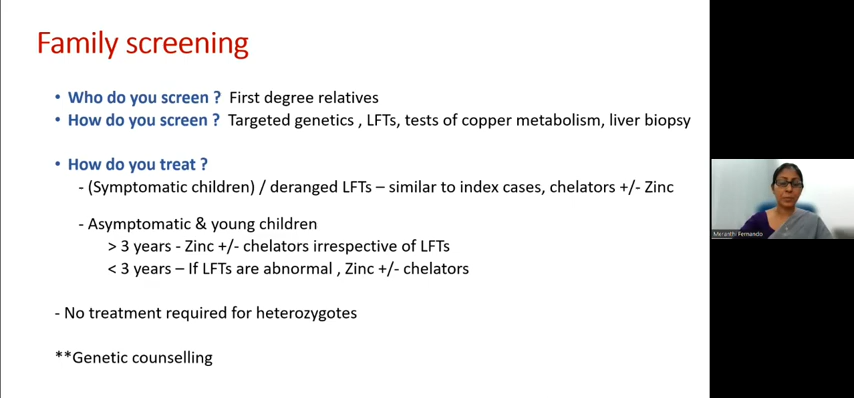 Family screening
• Who do you screen ? First degree relatives
• How do you screen ? Targeted genetics , LFTs, tests of copper metabolism, liver biopsy
• How do you treat ?
- (Symptomatic children) / deranged LFTs – similar to index cases, chelators +/- Zinc
- Asymptomatic & young children
> 3 years - Zinc +/- chelators irrespective of LFTs
< 3 years – If LFTs are abnormal , Zinc +/- chelators
- No treatment required for heterozygotes
**Genetic counselling
Meranthi Fernando